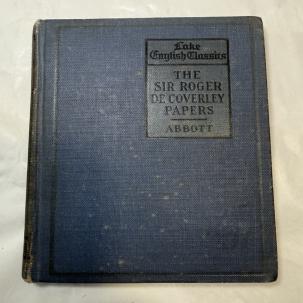 Lake
English Classics
THE
SIR ROGER
DE COVERLEY
PAPERS
ABBOTT